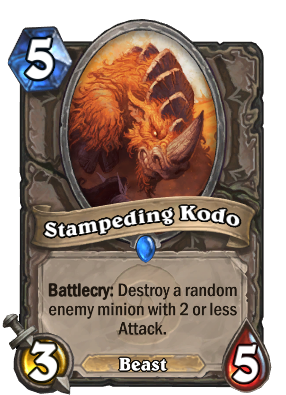 5
Stampeding Kodo
Battlecry: Destroy a random
enemy minion with 2 or less
Attack.
3
Beast
5